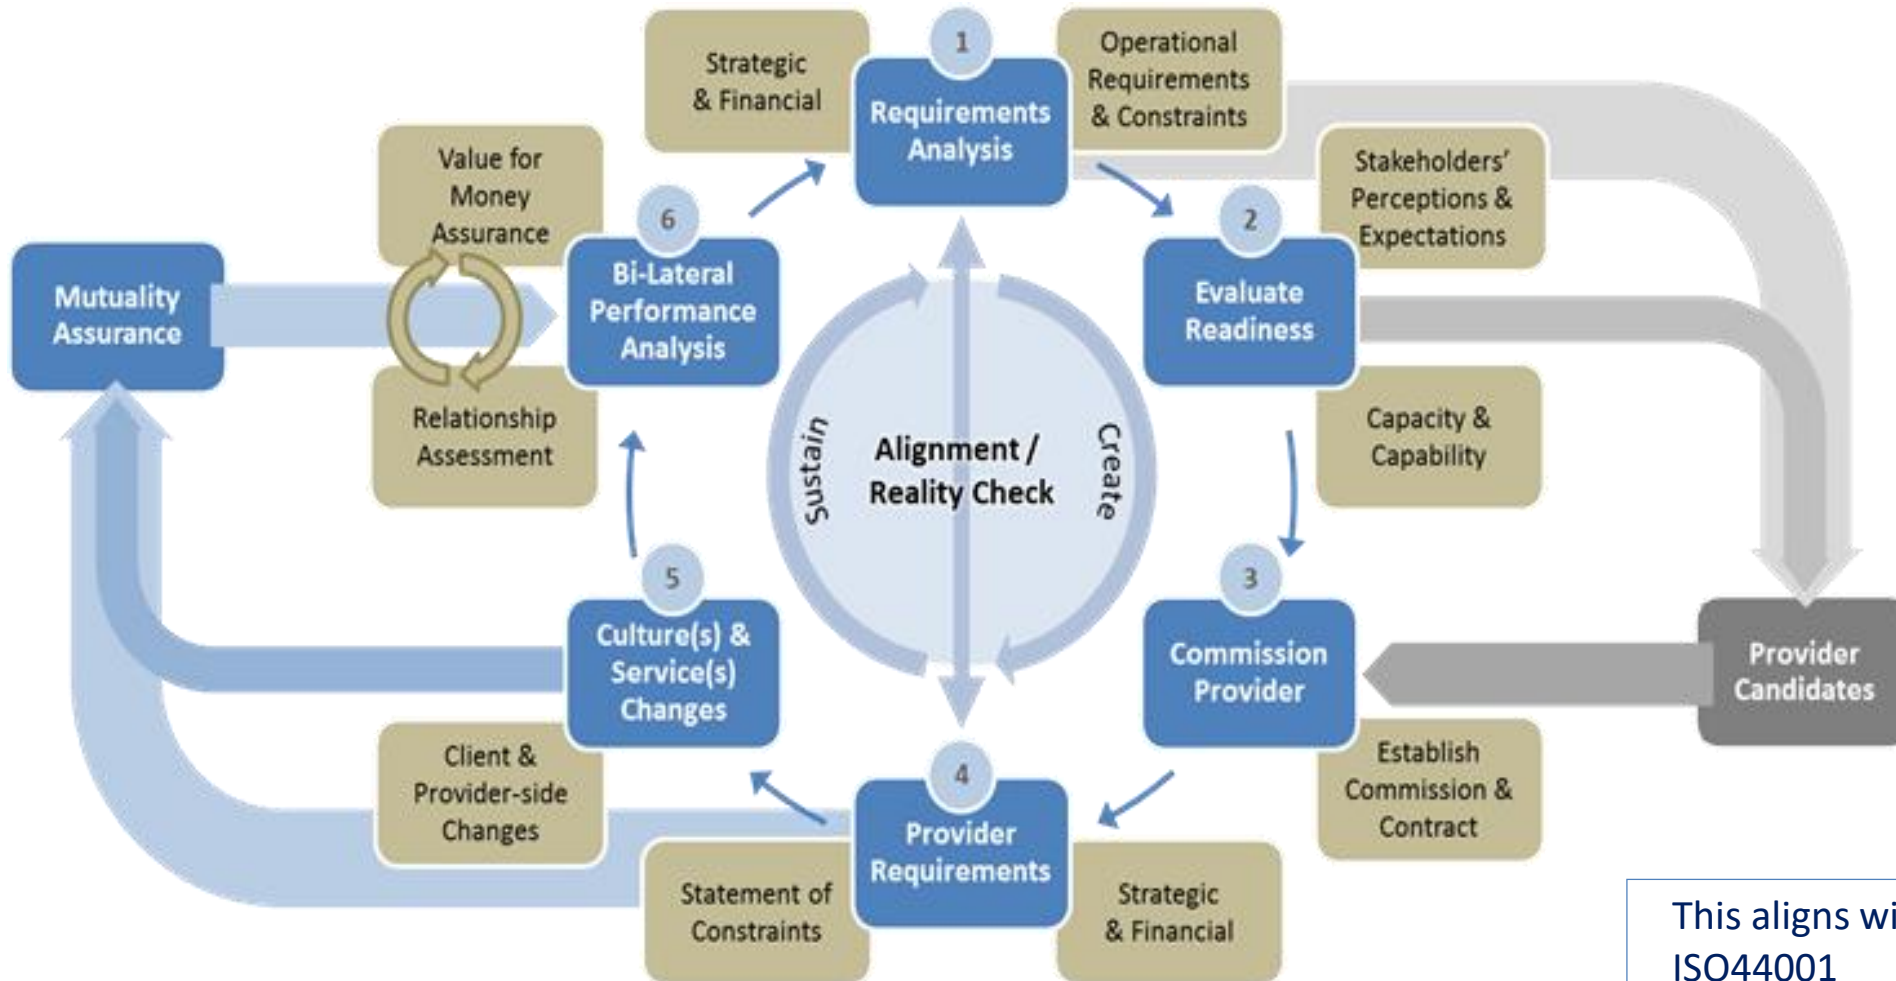 1
Strategic
& Financial
Requirements
Analysis
Operational
Requirements
& Constraints
Value for
Money
Assurance
6
Bi-Lateral
Performance
Analysis
2
Evaluate
Readiness
Stakeholders’
Perceptions &
Expectations
Mutuality
Assurance
Relationship
Assessment
Sustain
Alignment /
Reality Check
Create
Capacity &
Capability
5
Culture(s) &
Service(s)
Changes
3
Commission
Provider
Provider
Candidates
Client &
Provider-side
Changes
4
Provider
Requirements
Establish
Commission &
Contract
Statement of
Constraints
Strategic
& Financial
This aligns wi
ISO44001